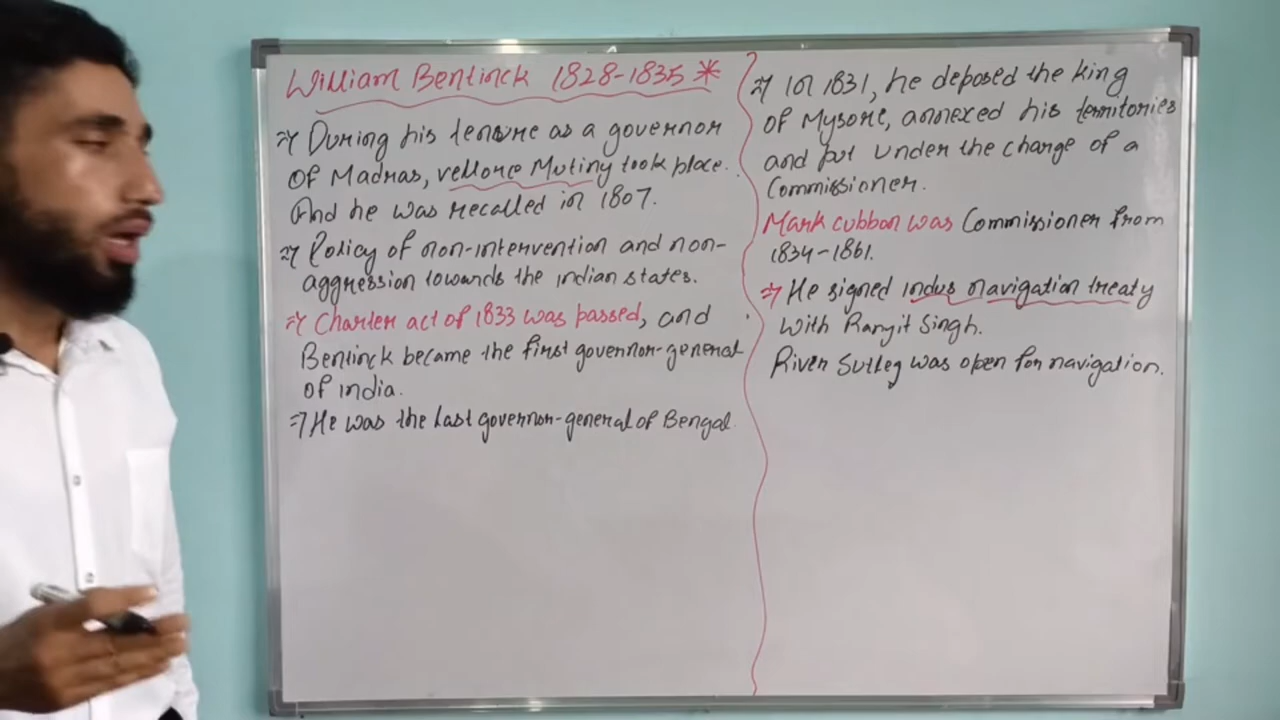 William Bentinck 1828-1835 *
⇒ During his tenure as a governor
of Madras, vellore Mutiny took place.
And he was recalled in 1807.
⇒ Policy of non-intervention and non-
aggression towards the indian states.
⇒ Charter act of 1833 was passed, and
Bentinck became the first governor-general
of india.
⇒ He was the last governor-general of Bengal.
⇒ In 1831, he deposed the king
of Mysore, annexed his territories
and put under the charge of a
Commissioner.
Mark cubbon was Commissioner from
1834-1861.
⇒ He signed indus navigation treaty
with Ranjit Singh.
River Sutlej was open for navigation.